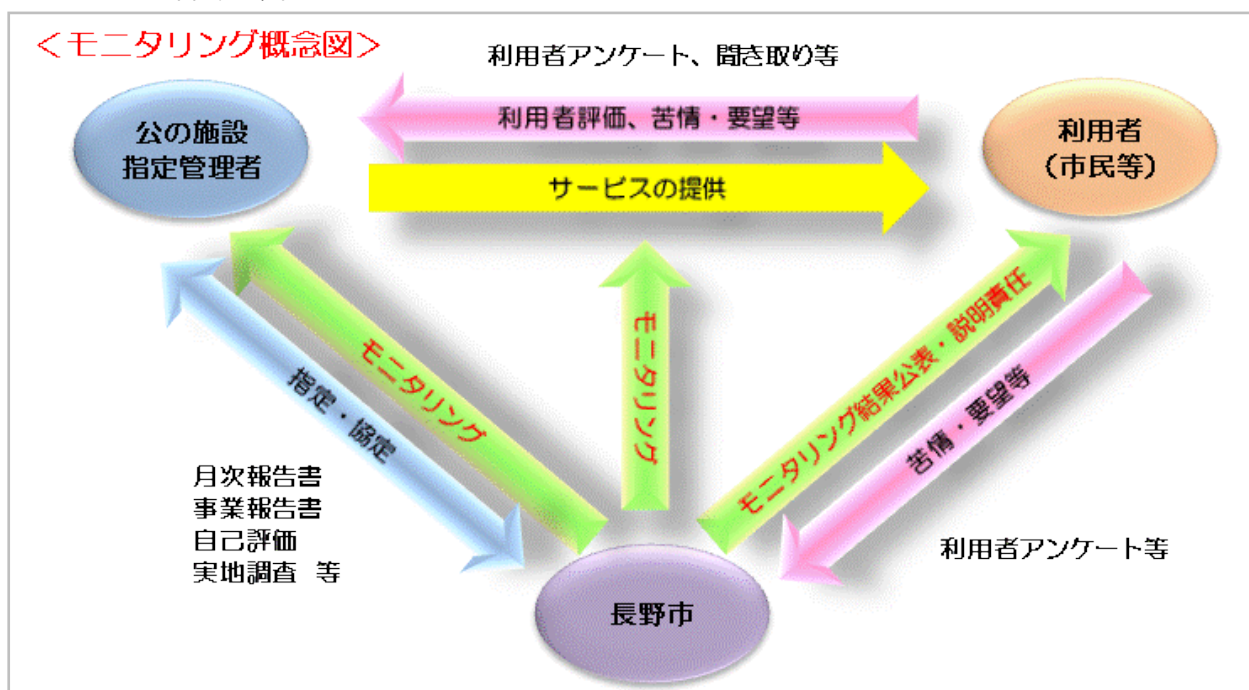 ＜モニタリング概念図＞
利用者アンケート、聞き取り等
利用者評価、苦情・要望等
公の施設
指定管理者
利用者
（市民等）
サービスの提供
モニタリング
指定・協定
モニタリング
モニタリング結果公表・説明責任
苦情・要望等
月次報告書
事業報告書
自己評価
実地調査 等
利用者アンケート等
長野市